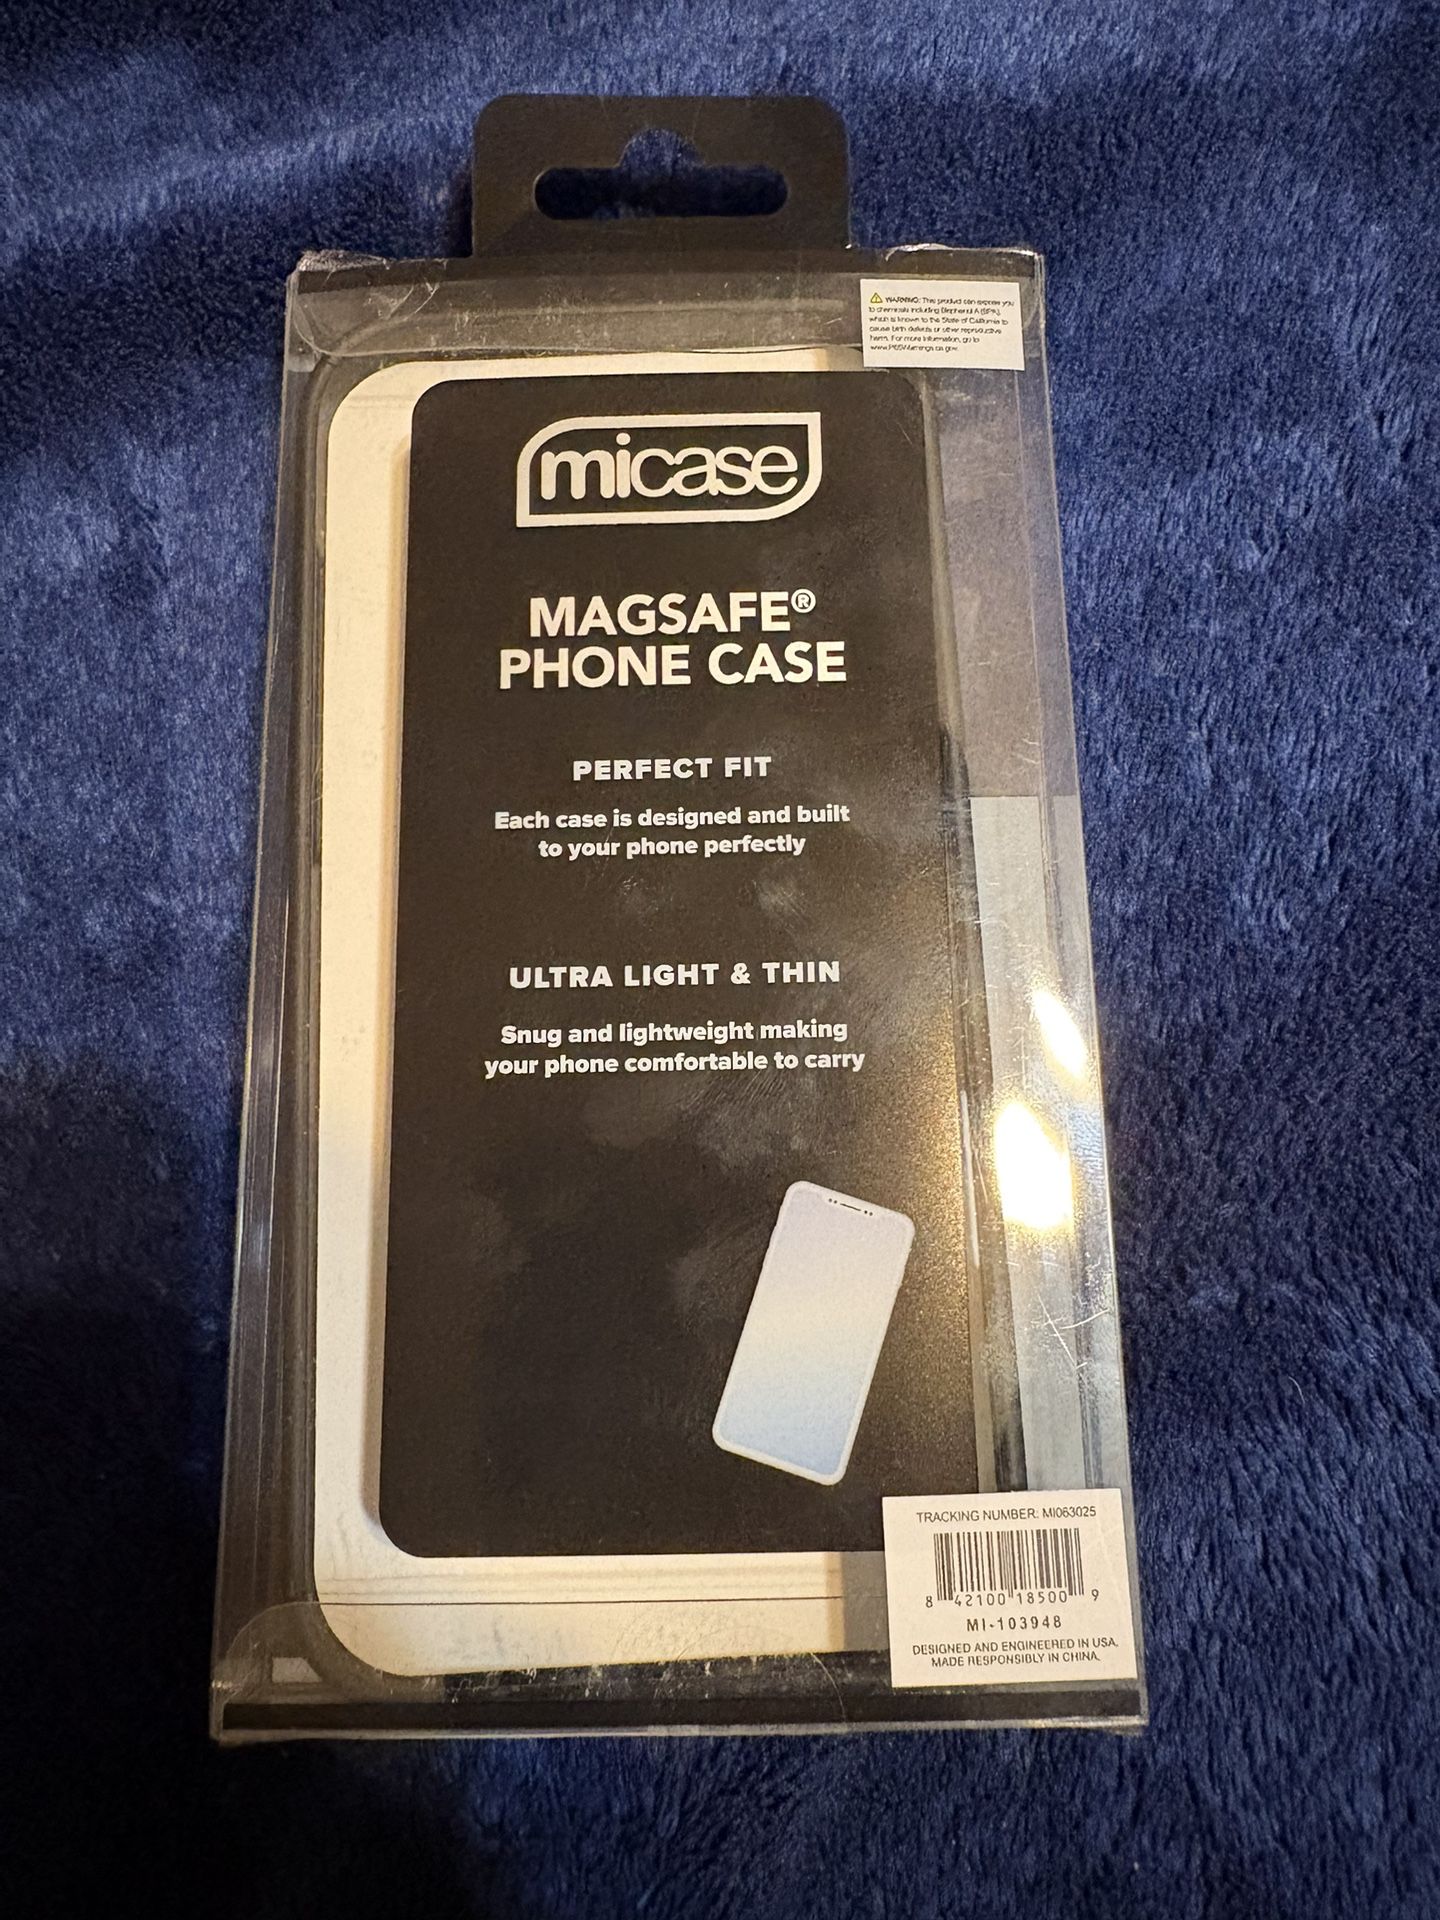 WARNING: This product can expose you
to chemicals including Bisphenol A (BPA),
which is known to the State of California to
cause birth defects or other reproductive
harm. For more information, go to
www.P65Warnings.ca.gov.
micase
MAGSAFE®
PHONE CASE
PERFECT FIT
Each case is designed and built
to your phone perfectly
ULTRA LIGHT & THIN
Snug and lightweight making
your phone comfortable to carry
TRACKING NUMBER: MI063025
8 42100 18500 9
MI-103948
DESIGNED AND ENGINEERED IN USA.
MADE RESPONSIBLY IN CHINA.